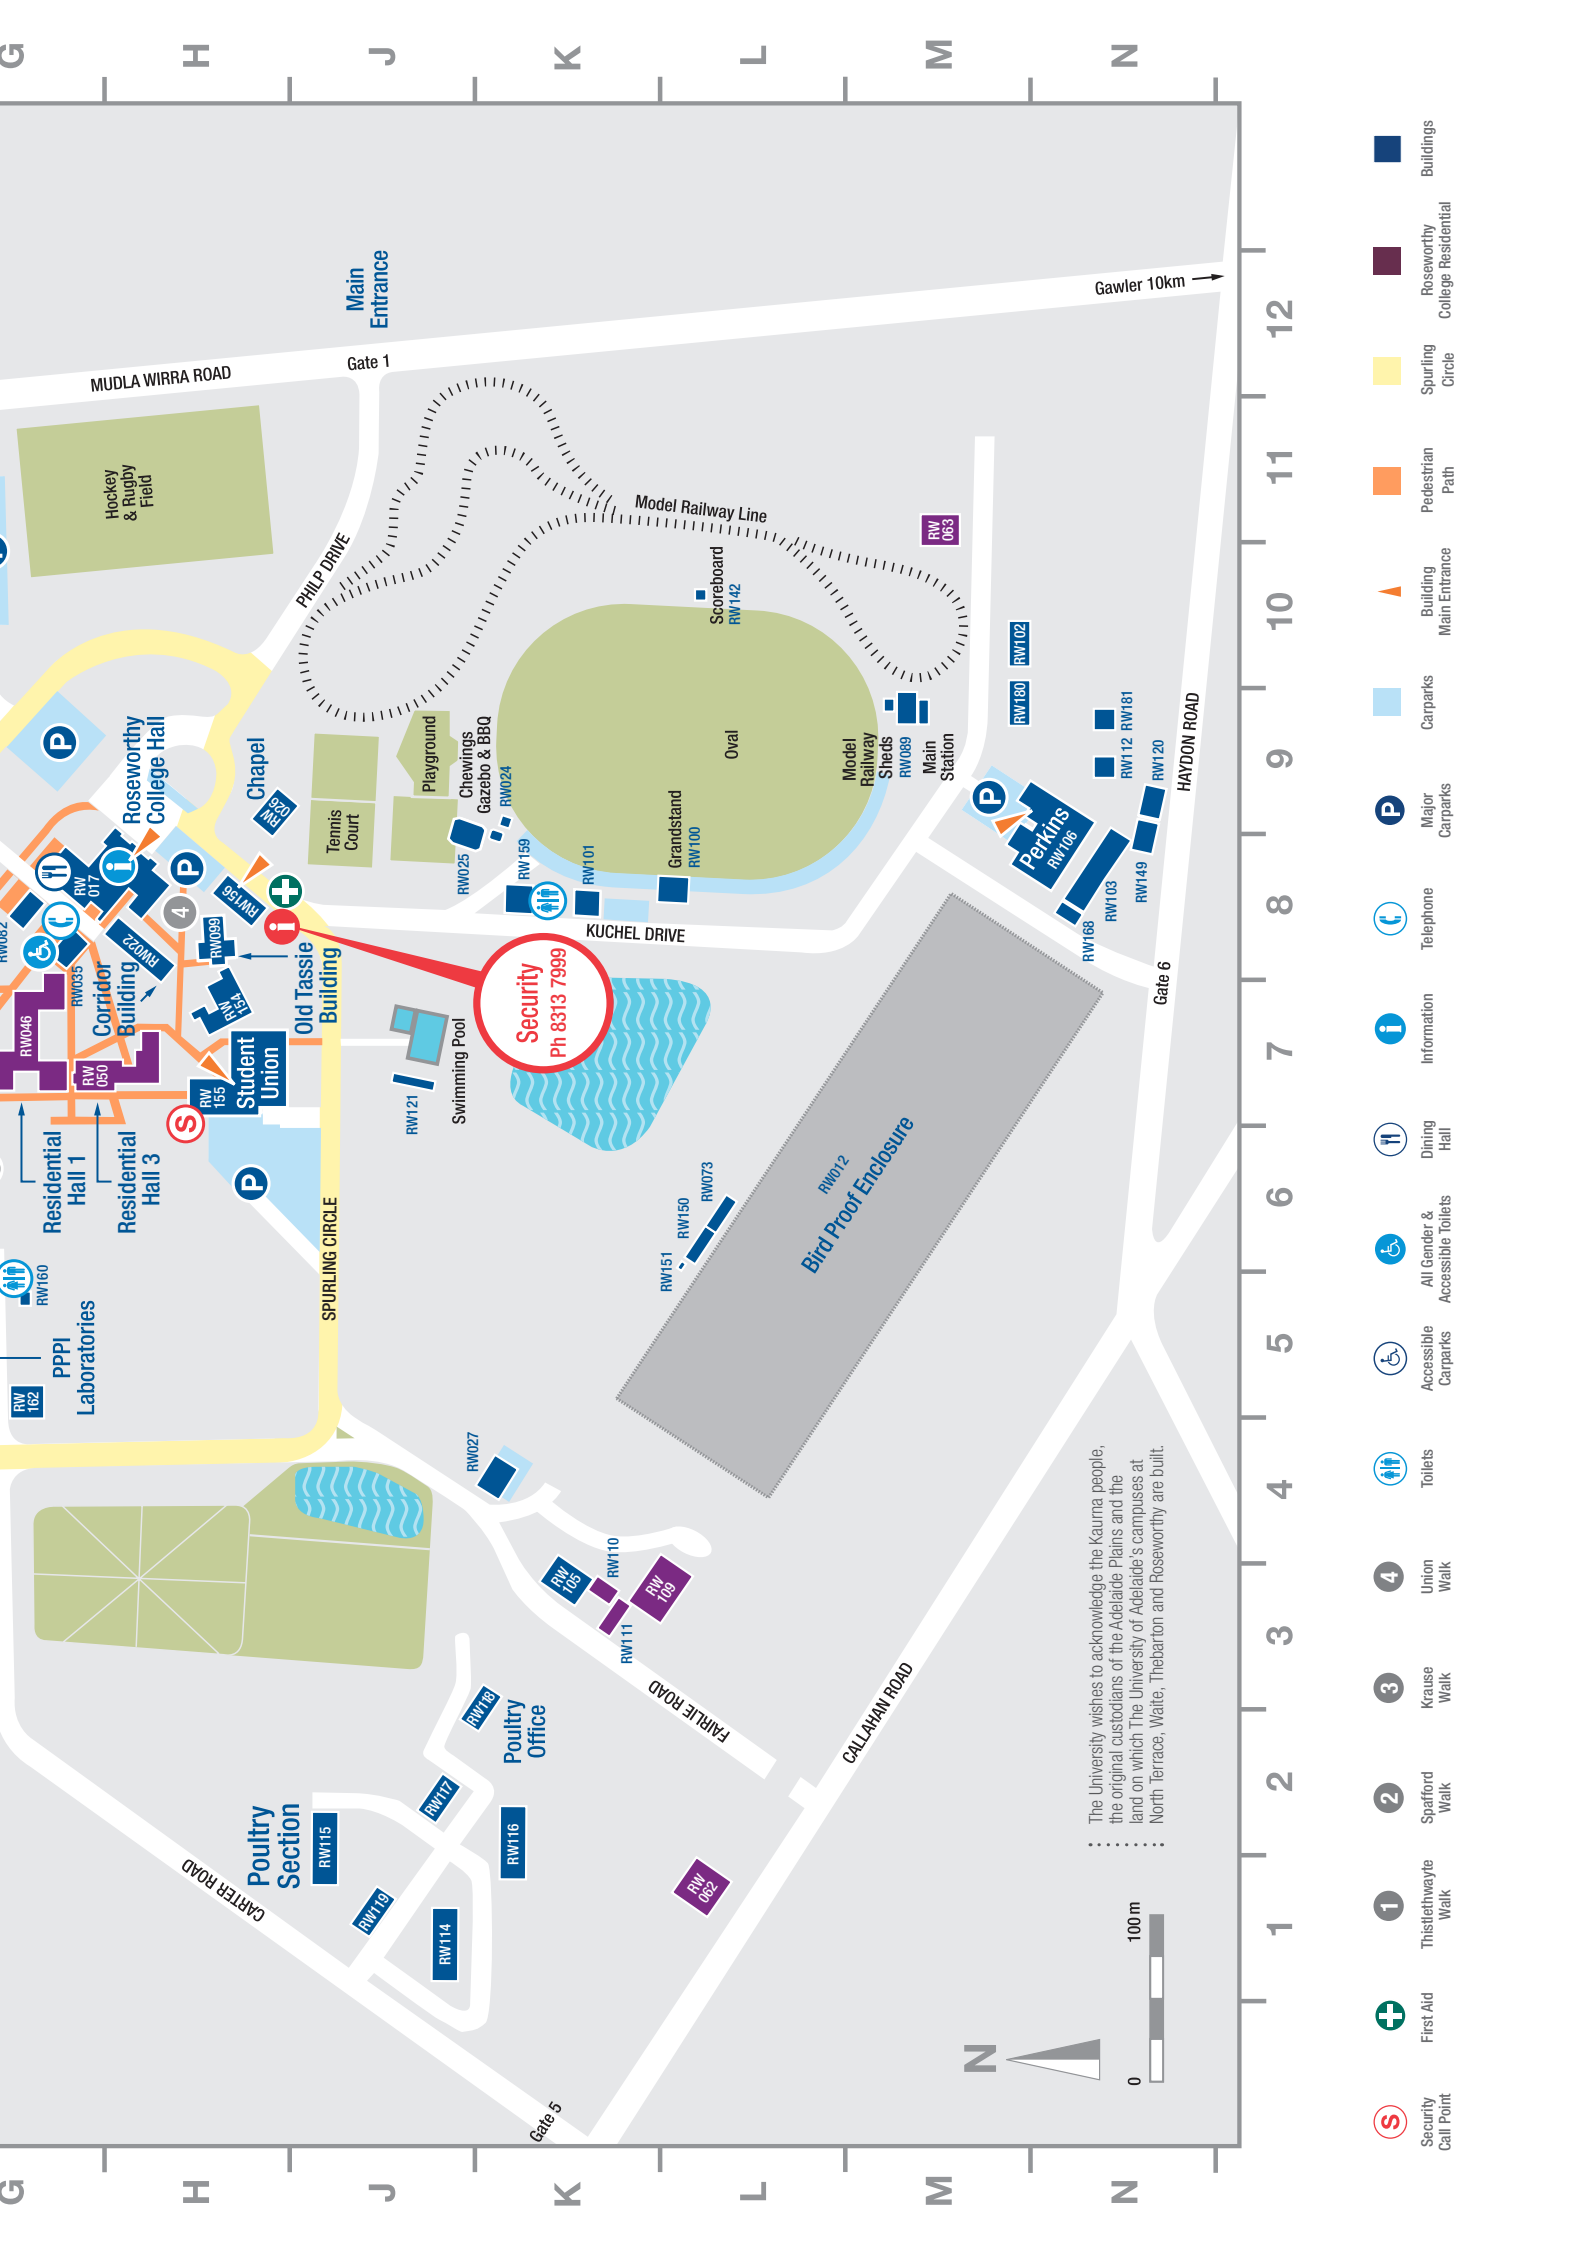 G
H
J
K
L
M
N
Main
Entrance
Gate 1
MUDLA WIRRA ROAD
Gawler 10km
12
Hockey
& Rugby
Field
11
Model Railway Line
RW
063
PHILP DRIVE
Scoreboard
RW142
10
RW102
RW180
RW181
RW112
RW120
HAYDON ROAD
P
Roseworthy
College Hall
Chapel
RW
026
Tennis
Court
Playground
Chewings
Gazebo & BBQ
RW024
RW025
Oval
Model
Railway
Sheds
RW089
Main
Station
9
P
Perkins
RW106
RW149
RW103
RW168
Grandstand
RW100
RW159
RW101
RW
017
i
P
4
RW156
RW022
RW099
RW082
RW035
i
8
KUCHEL DRIVE
Gate 6
Corridor
Building
RW
154
Old Tassie
Building
RW046
RW
050
Student
Union
RW
155
S
Security
Ph 8313 7999
Swimming Pool
RW121
7
Residential
Hall 1
Residential
Hall 3
P
SPURLING CIRCLE
RW073
RW150
RW151
RW012
Bird Proof Enclosure
6
RW160
PPPI
Laboratories
RW
162
5
RW027
4
RW
105
RW110
RW111
RW
109
FAIRLIE ROAD
CALLAHAN ROAD
3
RW118
Poultry
Office
RW117
RW116
Poultry
Section
RW115
2
CARTER ROAD
RW119
RW114
RW
062
1
The University wishes to acknowledge the Kaurna people,
the original custodians of the Adelaide Plains and the
land on which The University of Adelaide's campuses at
North Terrace, Waite, Thebarton and Roseworthy are built.
N
0
100 m
Gate 5
G
H
J
K
L
M
N
S
Security
Call Point
First Aid
1
Thistlethwayte
Walk
2
Spafford
Walk
3
Krause
Walk
4
Union
Walk
Toilets
Accessible
Carparks
All Gender &
Accessible Toilets
Dining
Hall
i
Information
Telephone
P
Major
Carparks
Carparks
Building
Main Entrance
Pedestrian
Path
Spurling
Circle
Roseworthy
College Residential
Buildings